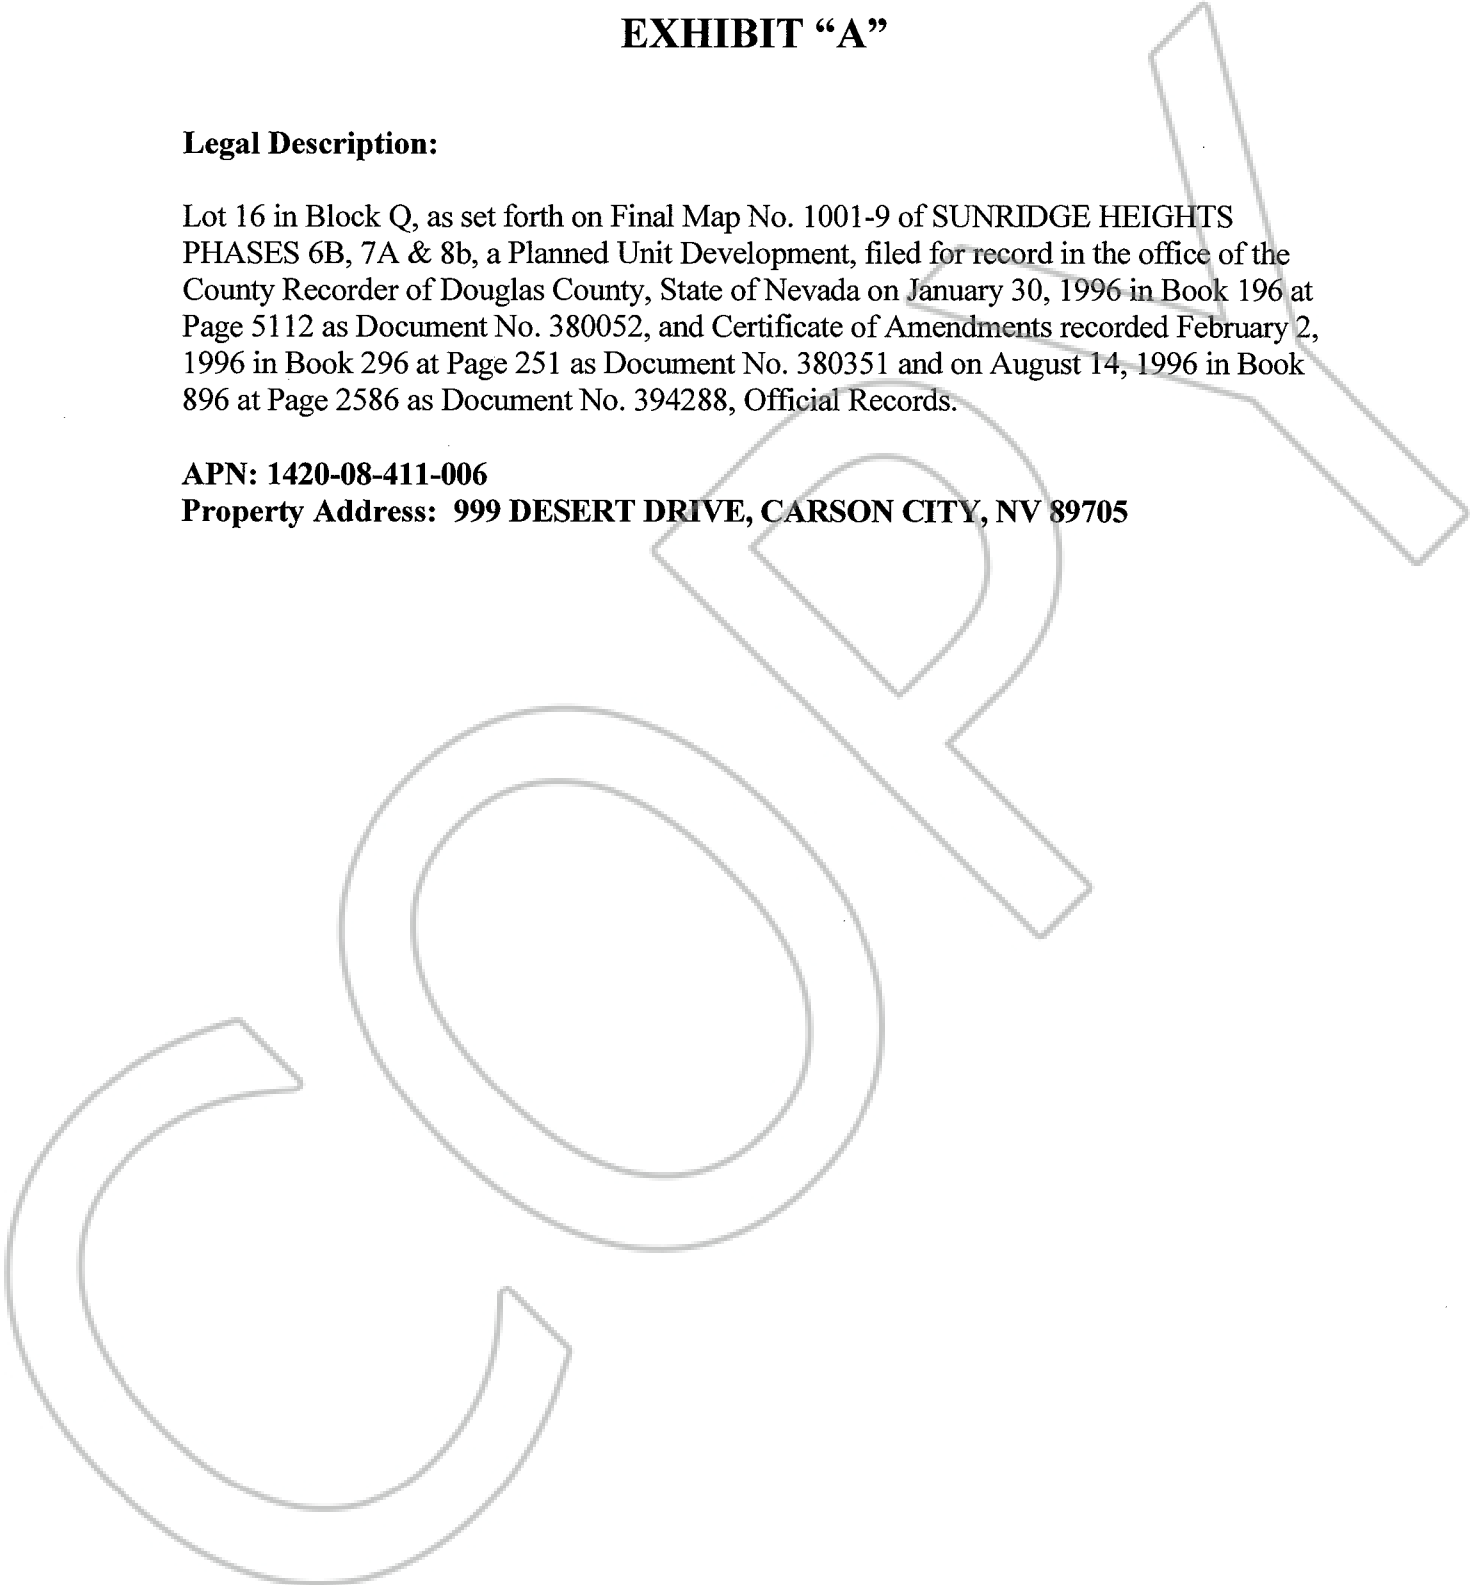 EXHIBIT “A”
Legal Description:
Lot 16 in Block Q, as set forth on Final Map No. 1001-9 of SUNRIDGE HEIGHTS
PHASES 6B, 7A & 8b, a Planned Unit Development, filed for record in the office of the
County Recorder of Douglas County, State of Nevada on January 30, 1996 in Book 196 at
Page 5112 as Document No. 380052, and Certificate of Amendments recorded February 2,
1996 in Book 296 at Page 251 as Document No. 380351 and on August 14, 1996 in Book
896 at Page 2586 as Document No. 394288, Official Records.
APN: 1420-08-411-006
Property Address: 999 DESERT DRIVE, CARSON CITY, NV 89705
COPY